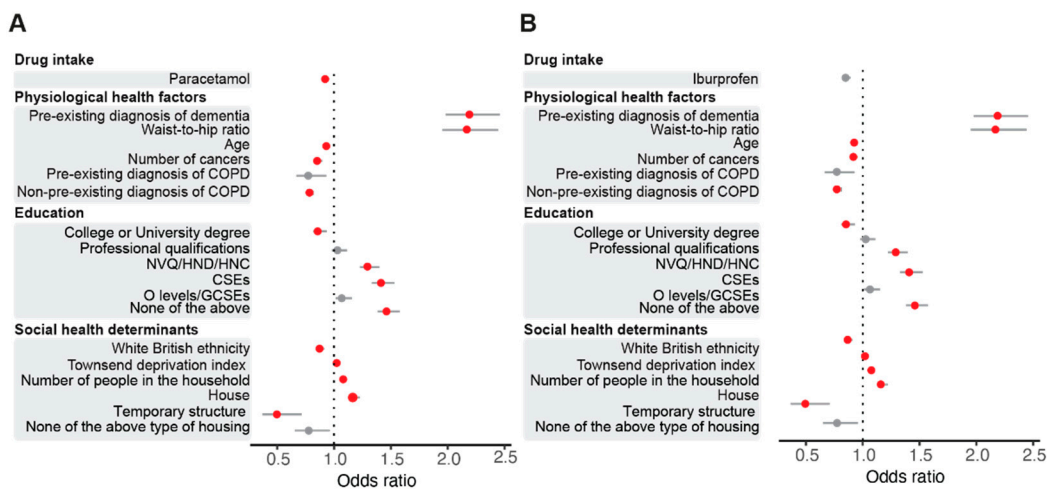 A
Drug intake
Paracetamol
Physiological health factors
Pre-existing diagnosis of dementia
Waist-to-hip ratio
Age
Number of cancers
Pre-existing diagnosis of COPD
Non-pre-existing diagnosis of COPD
Education
College or University degree
Professional qualifications
NVQ/HND/HNC
CSEs
O levels/GCSEs
None of the above
Social health determinants
White British ethnicity
Townsend deprivation index
Number of people in the household
House
Temporary structure
None of the above type of housing
0.5 1.0 1.5 2.0 2.5
Odds ratio
B
Drug intake
Iburprofen
Physiological health factors
Pre-existing diagnosis of dementia
Waist-to-hip ratio
Age
Number of cancers
Pre-existing diagnosis of COPD
Non-pre-existing diagnosis of COPD
Education
College or University degree
Professional qualifications
NVQ/HND/HNC
CSEs
O levels/GCSEs
None of the above
Social health determinants
White British ethnicity
Townsend deprivation index
Number of people in the household
House
Temporary structure
None of the above type of housing
0.5 1.0 1.5 2.0 2.5
Odds ratio